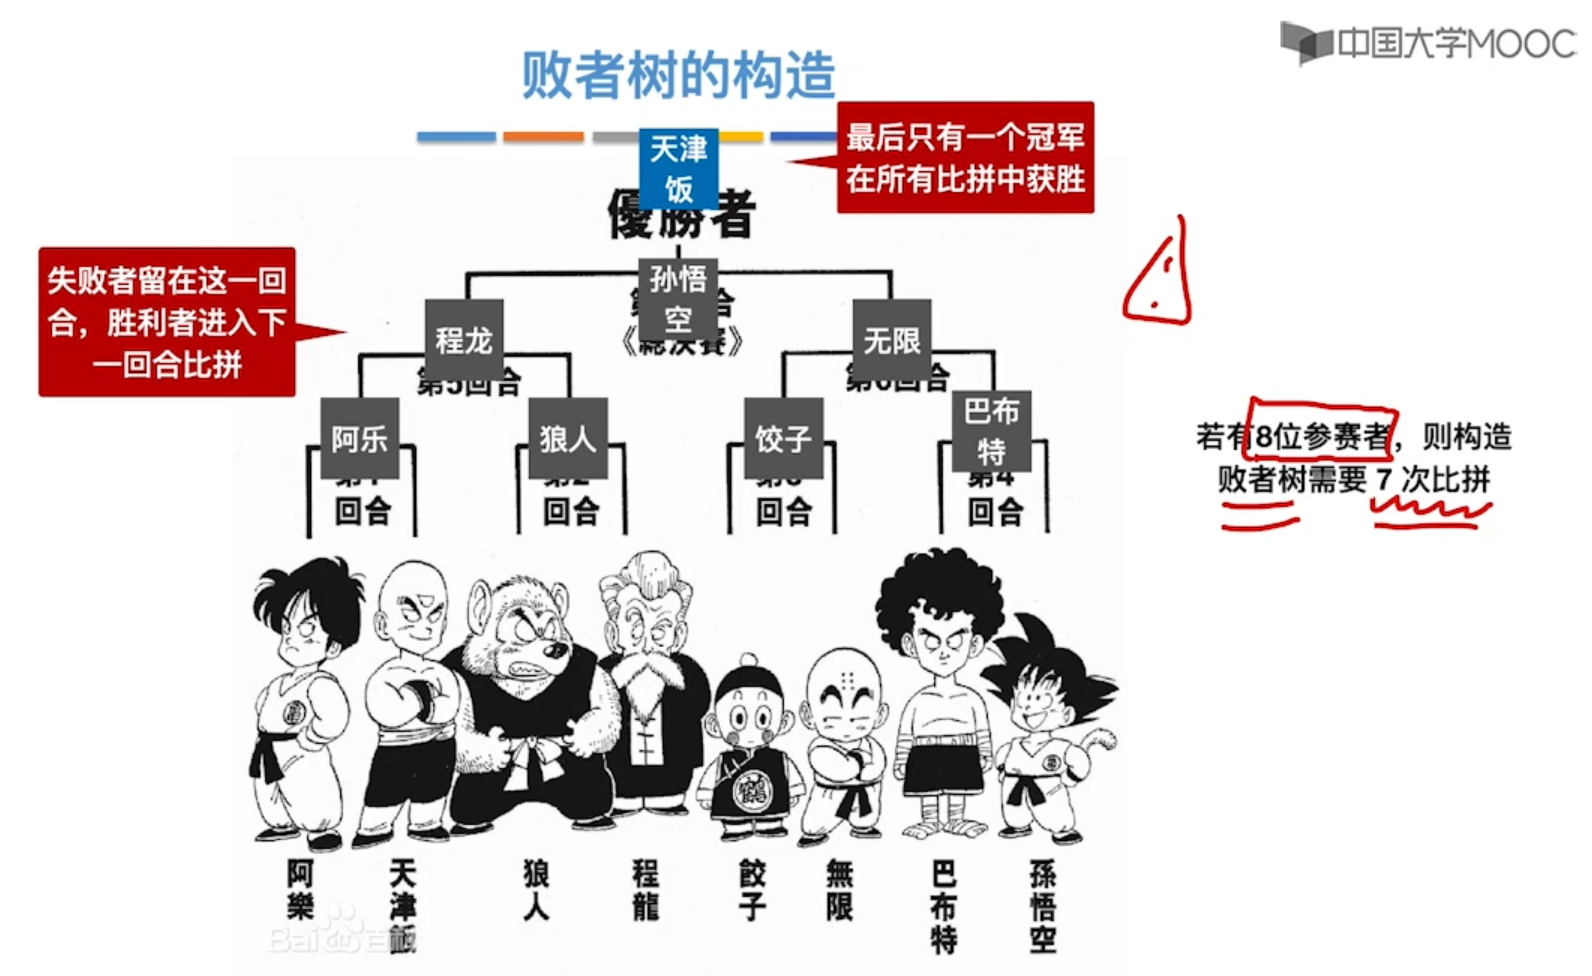 中国大学MOOC
败者树的构造
天津
饭
最后只有一个冠军
在所有比拼中获胜
優勝者
失败者留在这一回
合，胜利者进入下
一回合比拼
孙悟
空
合
《總決賽》
程龙
无限
第5回合
第6回合
阿乐
狼人
饺子
巴布
特
第4
回合
回合
回合
回合
若有8位参赛者，则构造
败者树需要 7 次比拼
阿樂
天津飯
狼人
程龍
餃子
無限
巴布特
孫悟空
Bai百